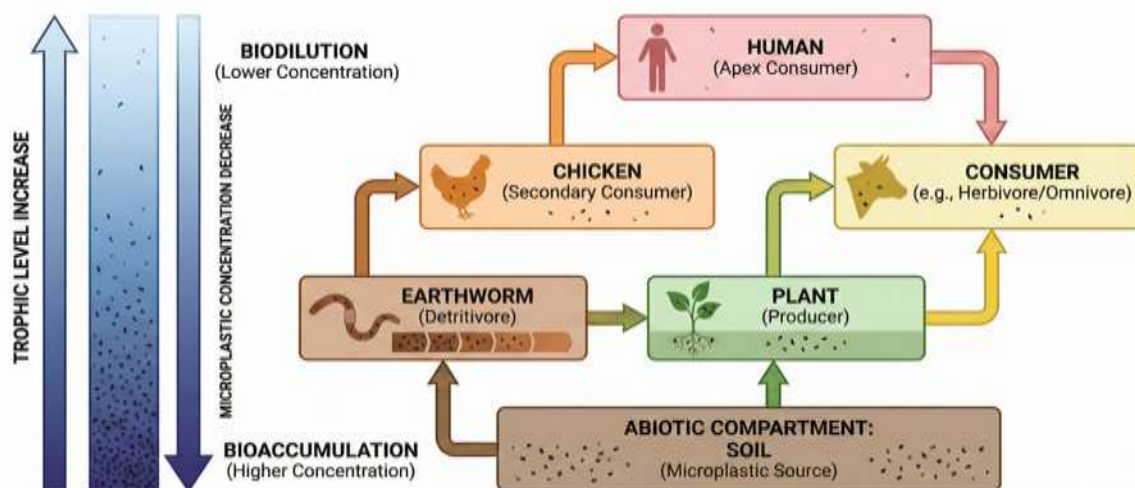 BIODILUTION
(Lower Concentration)
TROPHIC LEVEL INCREASE
MICROPLASTIC CONCENTRATION DECREASE
BIOACCUMULATION
(Higher Concentration)
HUMAN
(Apex Consumer)
CHICKEN
(Secondary Consumer)
CONSUMER
(e.g., Herbivore/Omnivore)
EARTHWORM
(Detritivore)
PLANT
(Producer)
ABIOTIC COMPARTMENT:
SOIL
(Microplastic Source)